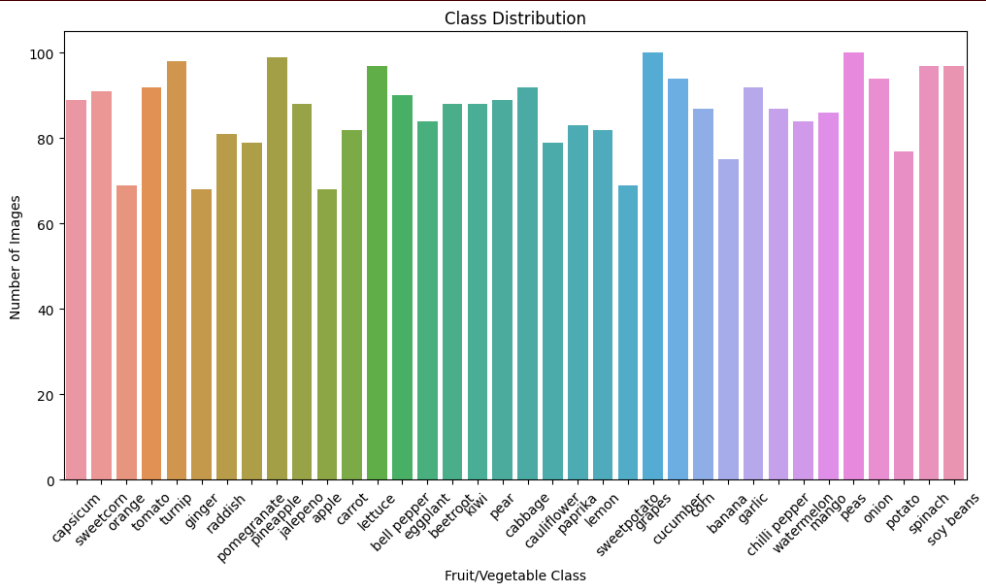 Class Distribution
Number of Images
100
80
60
40
20
0
capsicum
sweetcorn
orange
tomato
turnip
ginger
raddish
pomegranate
pineapple
jalepeno
apple
carrot
lettuce
bell pepper
eggplant
beetroot
kiwi
pear
cabbage
cauliflower
paprika
lemon
sweetpotato
grapes
cucumber
corn
banana
garlic
chilli pepper
watermelon
mango
peas
onion
potato
spinach
soy beans
Fruit/Vegetable Class